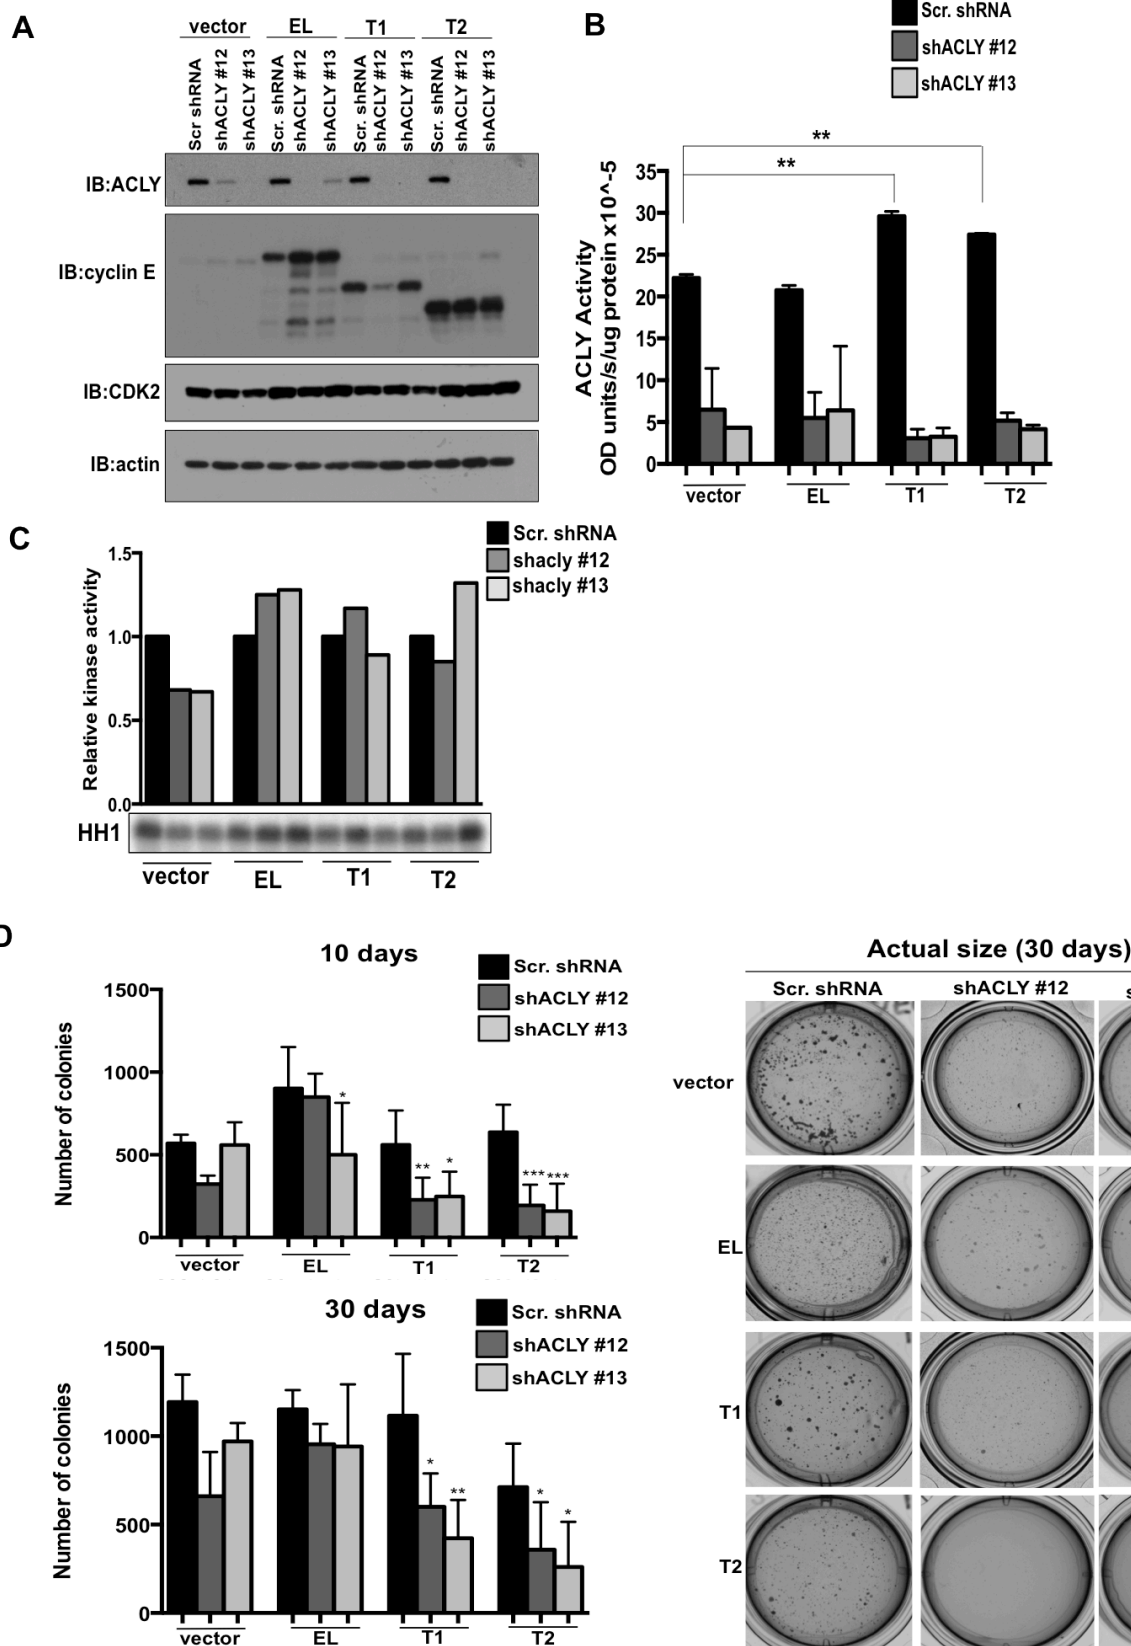 A
vector EL T1 T2
Scr shRNA
shACLY #12
shACLY #13
Scr. shRNA
shACLY #12
shACLY #13
Scr. shRNA
shACLY #12
shACLY #13
Scr. shRNA
shACLY #12
shACLY #13
IB:ACLY
IB:cyclin E
IB:CDK2
IB:actin
B
Scr. shRNA
shACLY #12
shACLY #13
ACLY Activity
OD units/s/ug protein x10^-5
**
**
35
30
25
20
15
10
5
0
vector EL T1 T2
C
Scr. shRNA
shacly #12
shacly #13
Relative kinase activity
1.5
1.0
0.5
0.0
HH1
vector EL T1 T2
D
10 days
Scr. shRNA
shACLY #12
shACLY #13
Number of colonies
1500
1000
500
0
*
** *
*** ***
vector EL T1 T2
30 days
Scr. shRNA
shACLY #12
shACLY #13
Number of colonies
1500
1000
500
0
* **
* *
vector EL T1 T2
Actual size (30 days)
Scr. shRNA shACLY #12 s
vector
EL
T1
T2